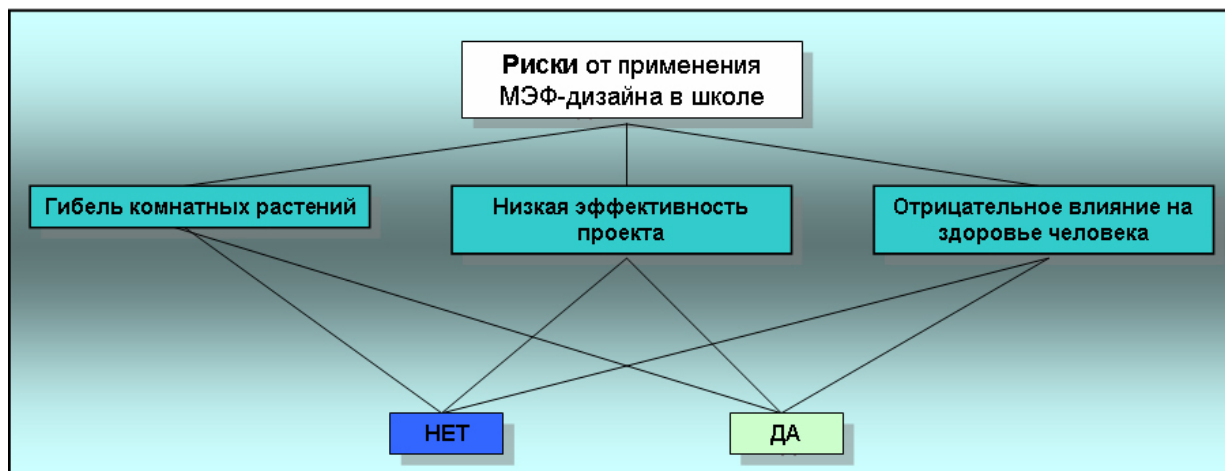 Риски от применения
МЭФ-дизайна в школе
Гибель комнатных растений
Низкая эффективность
проекта
Отрицательное влияние на
здоровье человека
НЕТ
ДА